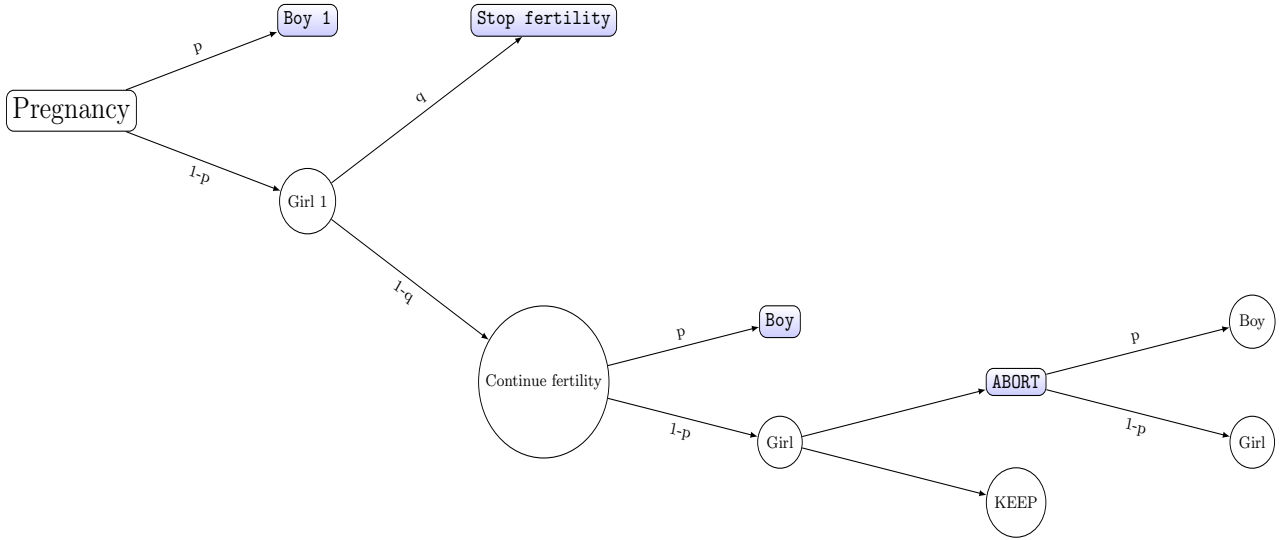 Boy 1
Stop fertility
p
Pregnancy
q
1-p
Girl 1
1-q
Boy
Boy
p
p
Continue fertility
ABORT
1-p
Girl
1-p
Girl
KEEP